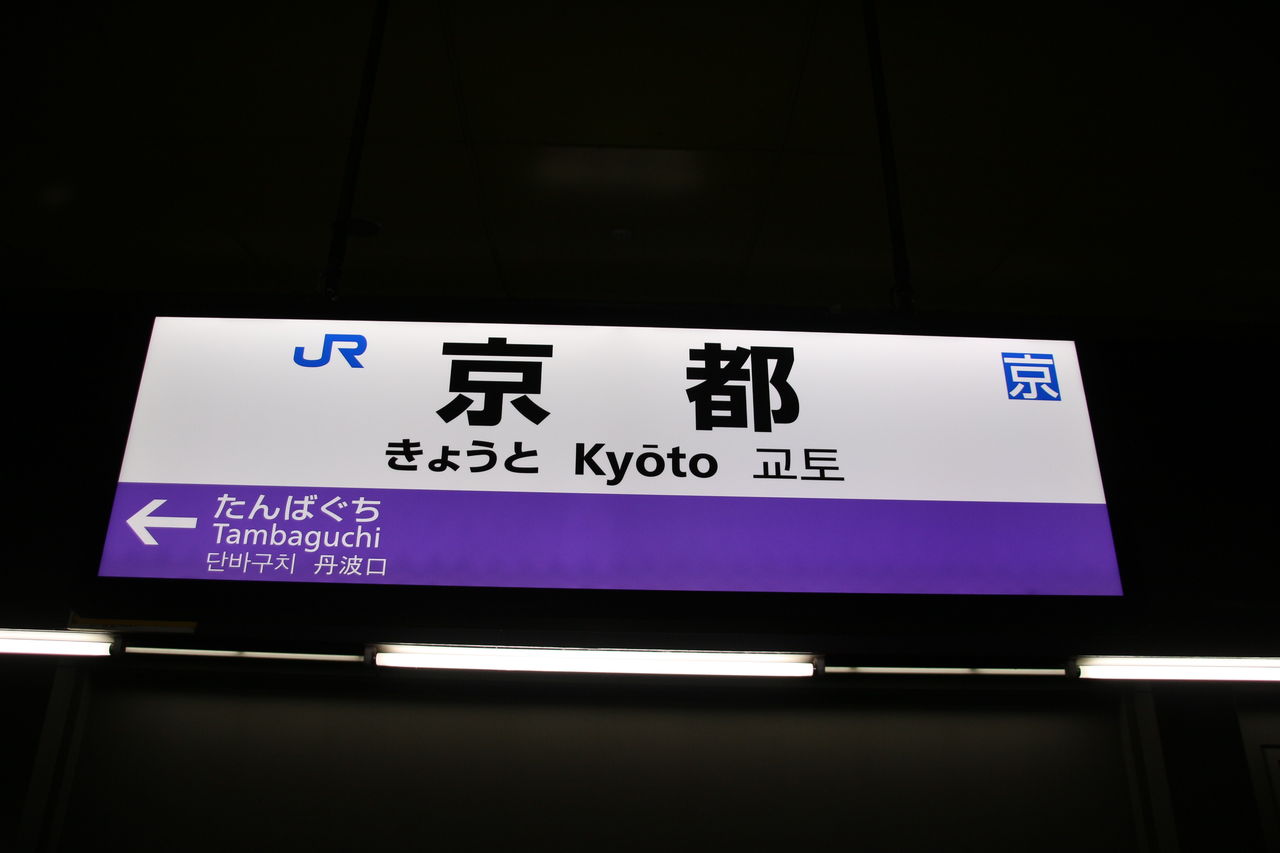 JR 京都 京
きょうと Kyōto 교토
たんばぐち
Tambaguchi
단바구치 丹波口